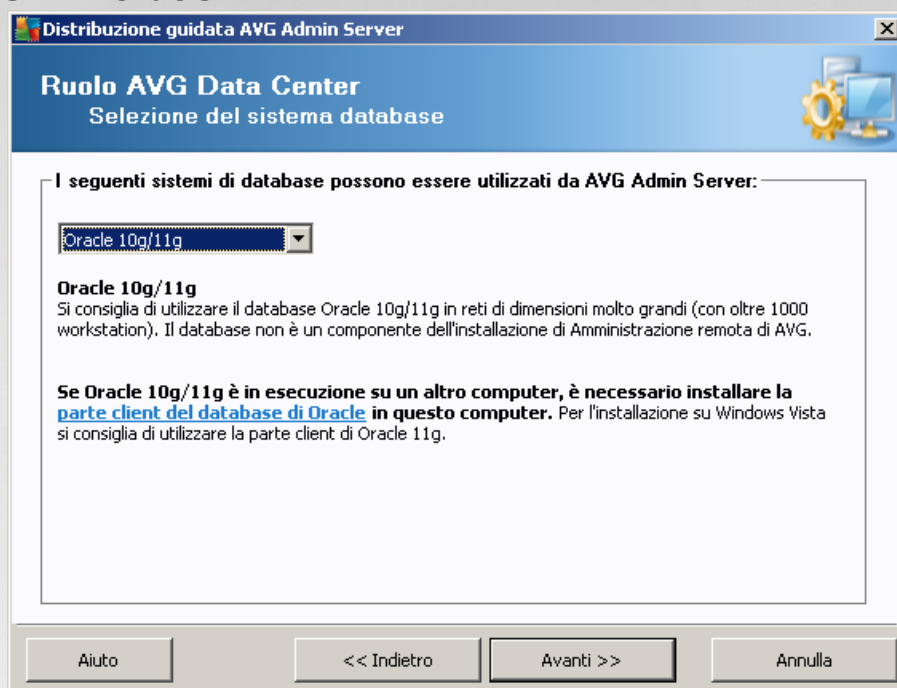 Distribuzione guidata AVG Admin Server
Ruolo AVG Data Center
Selezione del sistema database
I seguenti sistemi di database possono essere utilizzati da AVG Admin Server:
Oracle 10g/11g
Oracle 10g/11g
Si consiglia di utilizzare il database Oracle 10g/11g in reti di dimensioni molto grandi (con oltre 1000
workstation). Il database non è un componente dell'installazione di Amministrazione remota di AVG.
Se Oracle 10g/11g è in esecuzione su un altro computer, è necessario installare la
parte client del database di Oracle in questo computer. Per l'installazione su Windows Vista
si consiglia di utilizzare la parte client di Oracle 11g.
Aiuto
<< Indietro
Avanti >>
Annulla